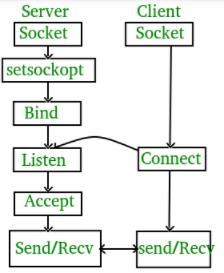 Server Client
Socket Socket
setsockopt
Bind
Listen Connect
Accept
Send/Recv send/Recv